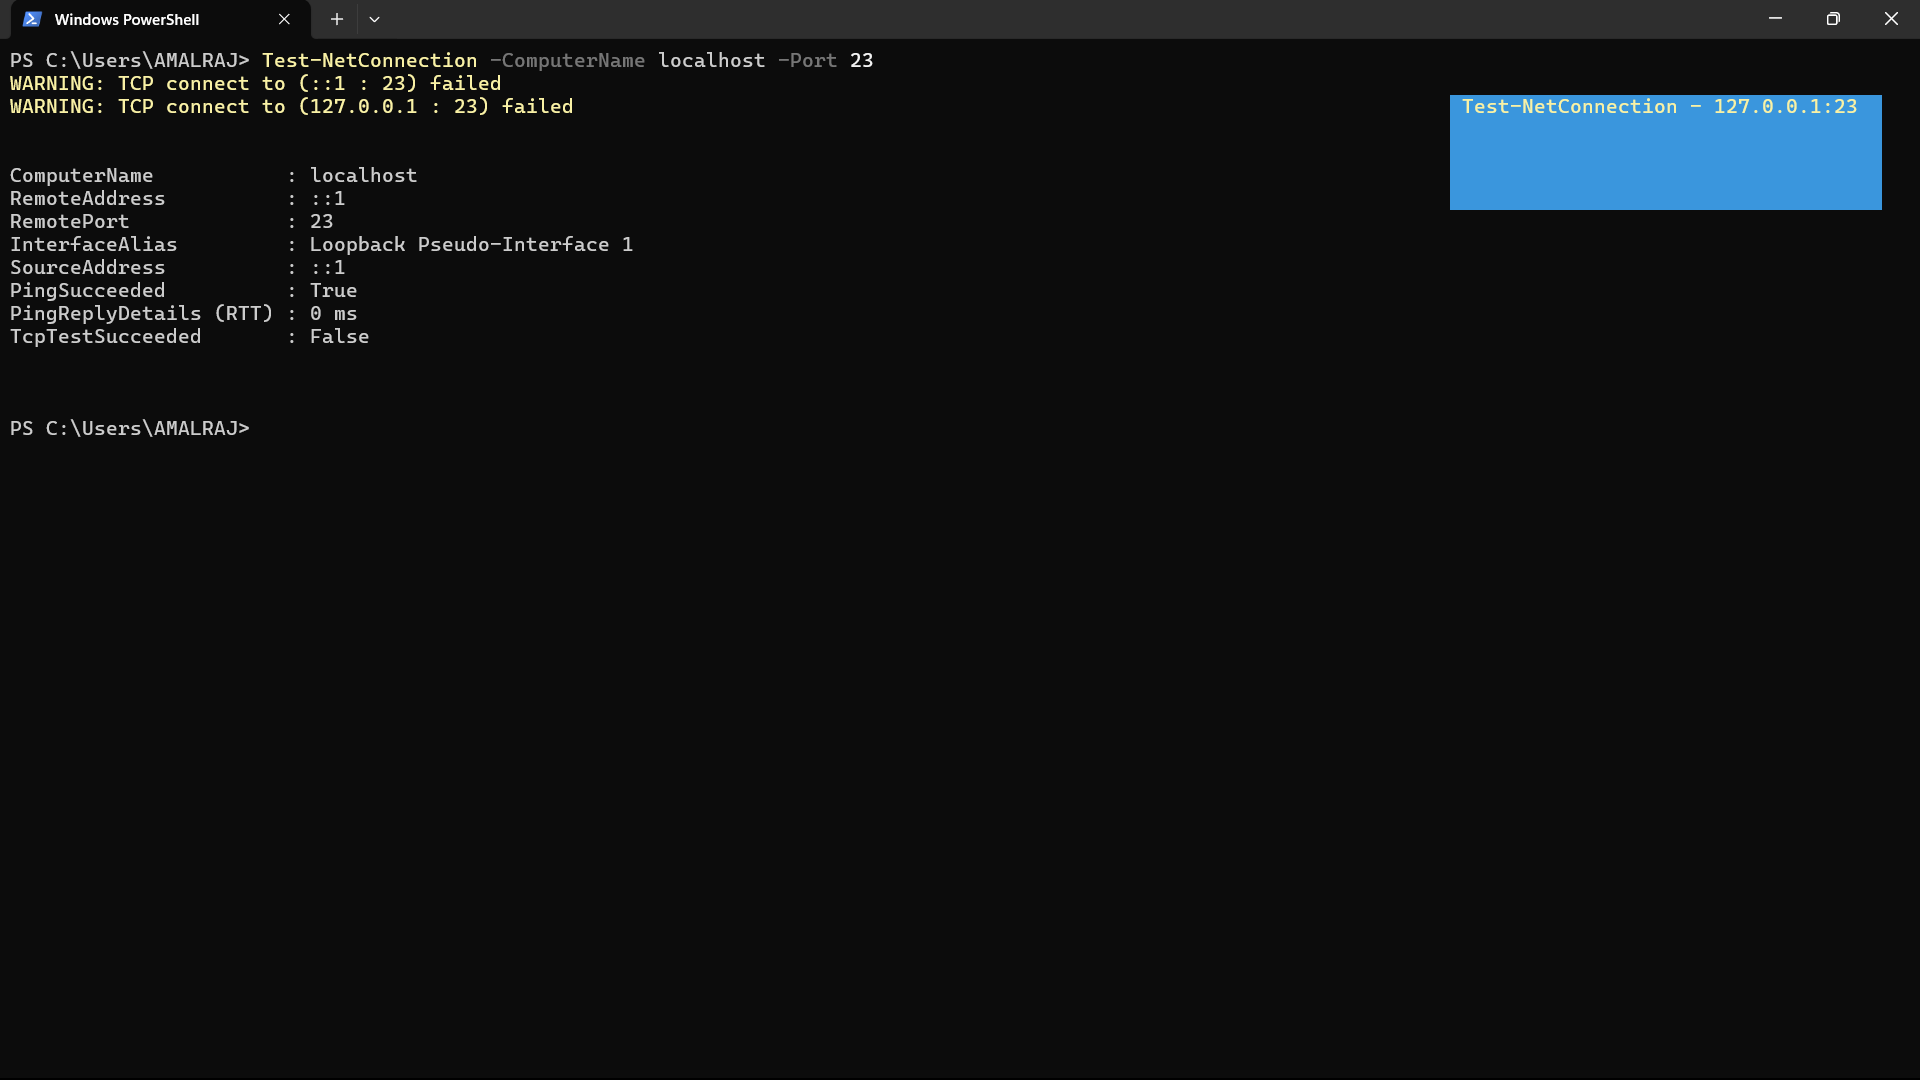 Windows PowerShell
PS C:\Users\AMALRAJ> Test-NetConnection -ComputerName localhost -Port 23
WARNING: TCP connect to (::1 : 23) failed
WARNING: TCP connect to (127.0.0.1 : 23) failed
Test-NetConnection - 127.0.0.1:23
ComputerName           : localhost
RemoteAddress          : ::1
RemotePort             : 23
InterfaceAlias         : Loopback Pseudo-Interface 1
SourceAddress          : ::1
PingSucceeded          : True
PingReplyDetails (RTT) : 0 ms
TcpTestSucceeded       : False
PS C:\Users\AMALRAJ>